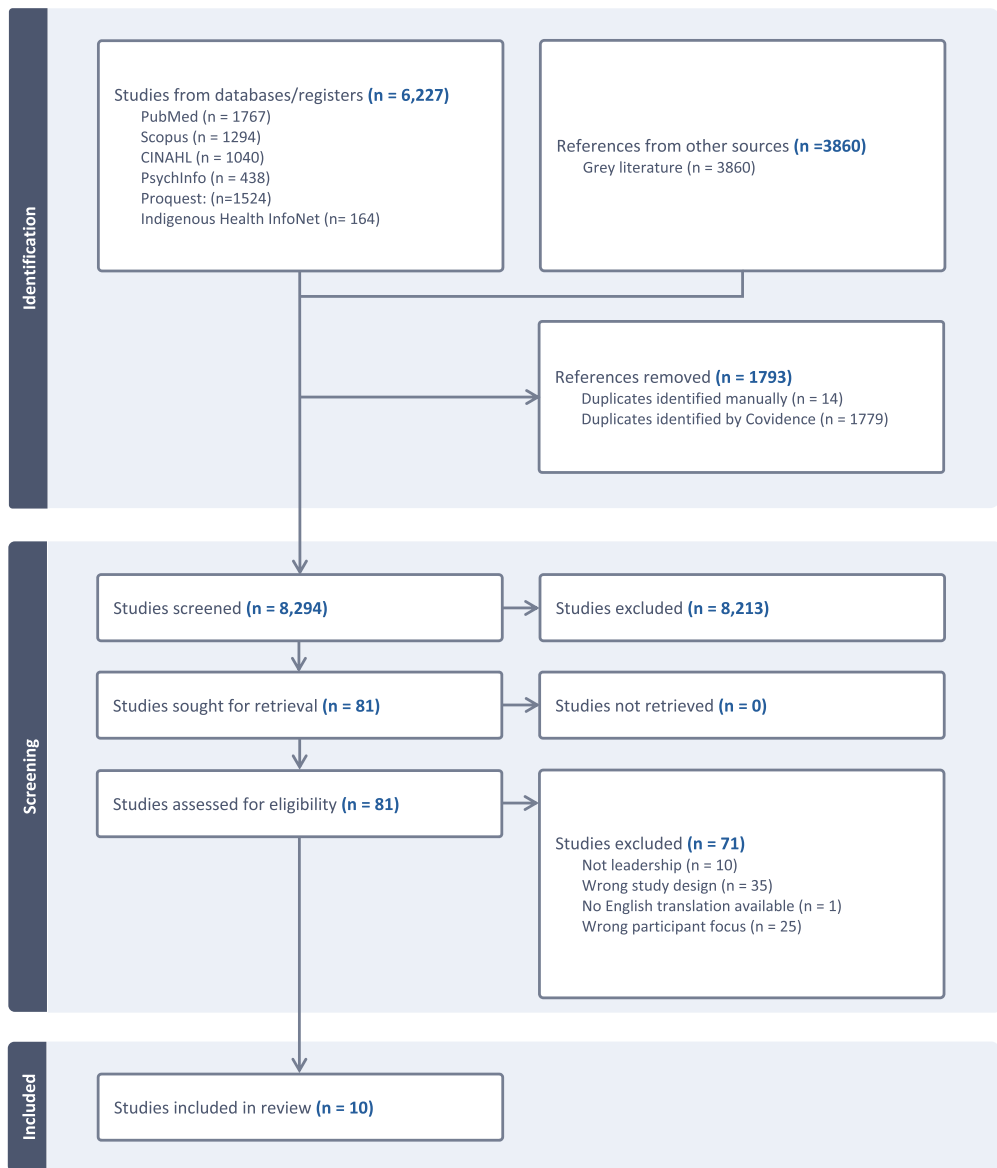 Identification
Studies from databases/registers (n = 6,227)
PubMed (n = 1767)
Scopus (n = 1294)
CINAHL (n = 1040)
PsychInfo (n = 438)
Proquest: (n=1524)
Indigenous Health InfoNet (n= 164)
References from other sources (n =3860)
Grey literature (n = 3860)
References removed (n = 1793)
Duplicates identified manually (n = 14)
Duplicates identified by Covidence (n = 1779)
Screening
Studies screened (n = 8,294)
Studies excluded (n = 8,213)
Studies sought for retrieval (n = 81)
Studies not retrieved (n = 0)
Studies assessed for eligibility (n = 81)
Studies excluded (n = 71)
Not leadership (n = 10)
Wrong study design (n = 35)
No English translation available (n = 1)
Wrong participant focus (n = 25)
Included
Studies included in review (n = 10)